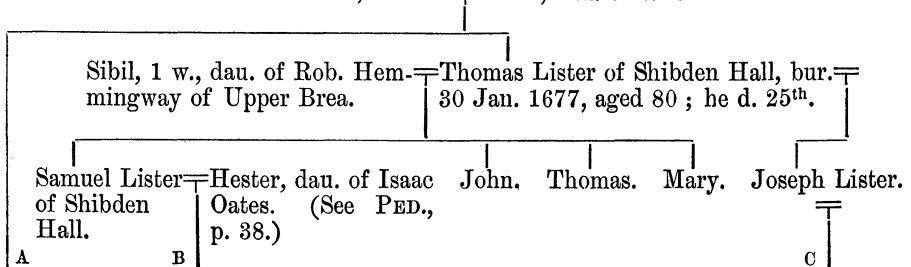 Sibil, 1 w., dau. of Rob. Hem-
mingway of Upper Brea.
Thomas Lister of Shibden Hall, bur.
30 Jan. 1677, aged 80 ; he d. 25th.
Samuel Lister
of Shibden
Hall.
Hester, dau. of Isaac
Oates. (See PED.,
p. 38.)
John.
Thomas.
Mary.
Joseph Lister.
A
B
C